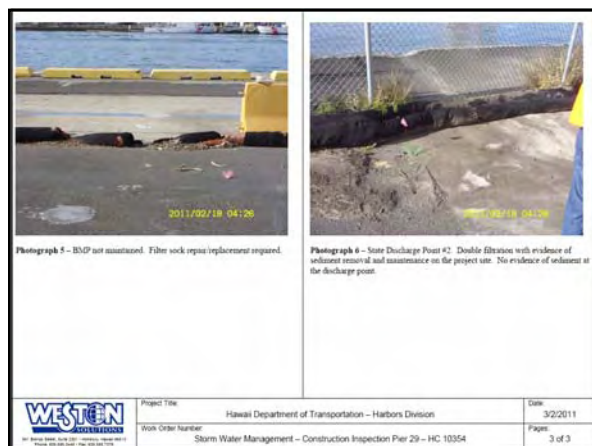 2011/02/18 04:26
2011/02/18 04:26
Photograph 5 – BMP not maintained. Filter sock repair/replacement required.
Photograph 6 – State Discharge Point #2. Double filtration with evidence of
sediment removal and maintenance on the project site. No evidence of sediment at
the discharge point.
WESTON
SOLUTIONS
Project Title:
Hawaii Department of Transportation – Harbors Division
Date:
3/2/2011
Work Order Number:
Storm Water Management – Construction Inspection Pier 29 – HC 10354
Pages:
3 of 3